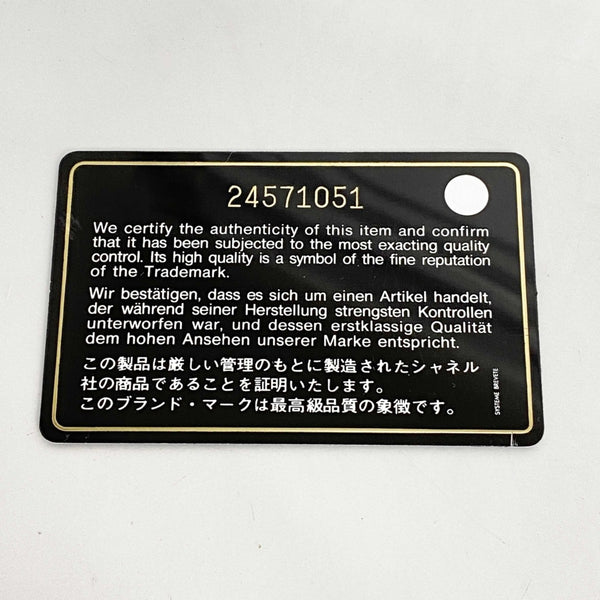 24571051
We certify the authenticity of this item and confirm
that it has been subjected to the most exacting quality
control. Its high quality is a symbol of the fine reputation
of the Trademark.
Wir bestätigen, dass es sich um einen Artikel handelt,
der während seiner Herstellung strengsten Kontrollen
unterworfen war, und dessen erstklassige Qualität
dem hohen Ansehen unserer Marke entspricht.
この製品は厳しい管理のもとに製造されたシャネル
社の商品であることを証明いたします。
このブランド・マークは最高級品質の象徴です。
SYSTEME BREVETE